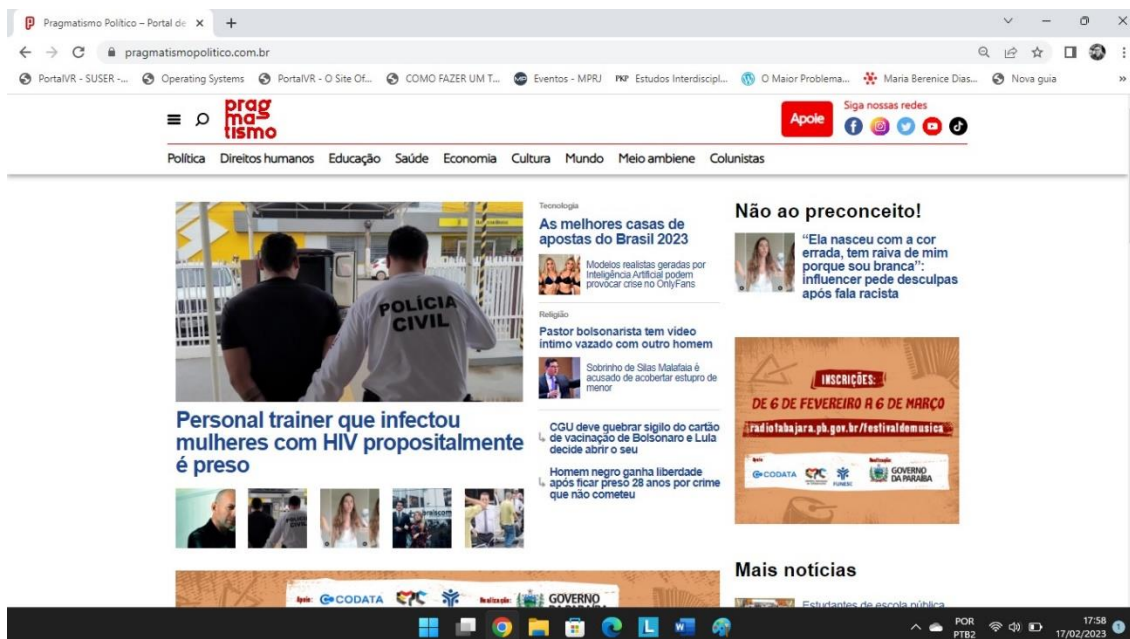 Pragmatismo Político – Portal de
pragmatismopolitico.com.br
PortalVR - SUSER -...
Operating Systems
PortalVR - O Site Of...
COMO FAZER UM T...
Eventos - MPRJ
PKP Estudos Interdiscipl...
O Maior Problema...
Maria Berenice Dias...
Nova guia
»
prag
ma
tismo
Apoie
Siga nossas redes
Política Direitos humanos Educação Saúde Economia Cultura Mundo Meio ambiene Colunistas
POLÍCIA
CIVIL
Personal trainer que infectou
mulheres com HIV propositalmente
é preso
Tecnologia
As melhores casas de
apostas do Brasil 2023
Modelos realistas geradas por
Inteligência Artificial podem
provocar crise no OnlyFans
Religião
Pastor bolsonarista tem vídeo
íntimo vazado com outro homem
Sobrinho de Silas Malafaia é
acusado de acobertar estupro de
menor
CGU deve quebrar sigilo do cartão
de vacinação de Bolsonaro e Lula
decide abrir o seu
Homem negro ganha liberdade
após ficar preso 28 anos por crime
que não cometeu
Não ao preconceito!
“Ela nasceu com a cor
errada, tem raiva de mim
porque sou branca”:
influencer pede desculpas
após fala racista
INSCRIÇÕES:
DE 6 DE FEVEREIRO A 6 DE MARÇO
radiotabajara.pb.gov.br/festivaldemusica
Apoio:
CODATA
FUNESC
Realização:
GOVERNO
DA PARAÍBA
Mais notícias
Estudantes de escola pública
Apoio:
CODATA
Realização:
GOVERNO
DA PARAÍBA
POR
PTB2
17:58
17/02/2023